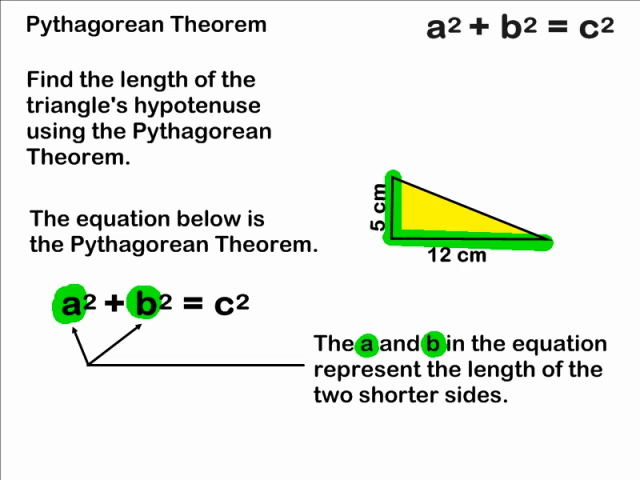 Pythagorean Theorem
a² + b² = c²
Find the length of the
triangle's hypotenuse
using the Pythagorean
Theorem.
5 cm
12 cm
The equation below is
the Pythagorean Theorem.
a² + b² = c²
The a and b in the equation
represent the length of the
two shorter sides.